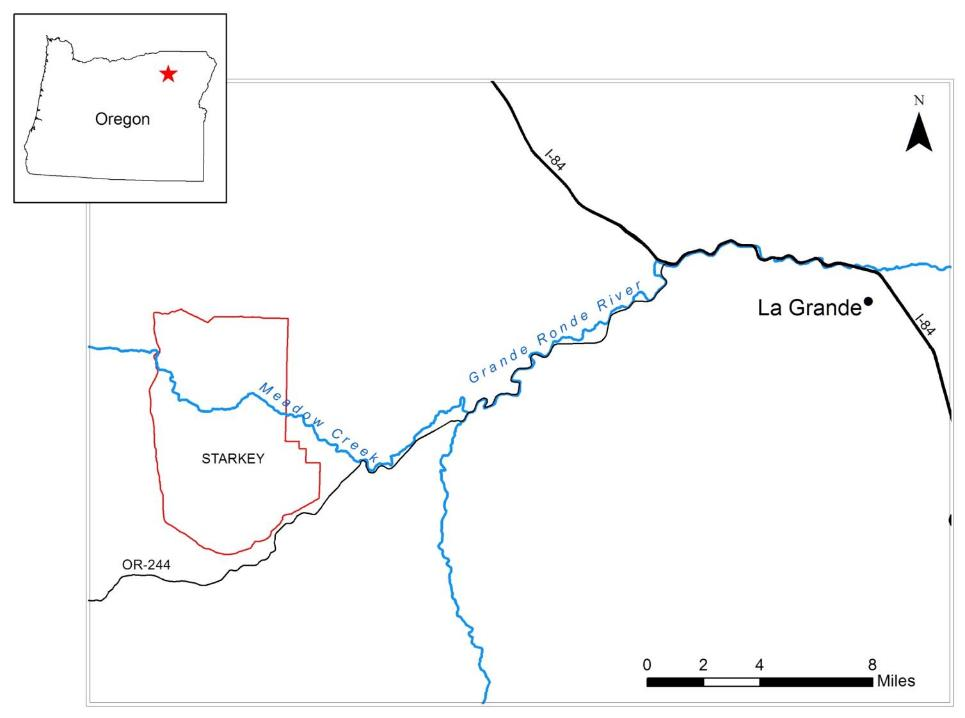 Oregon
N
I-84
Grande Ronde River
La Grande
I-84
Meadow Creek
STARKEY
OR-244
0 2 4 8
Miles